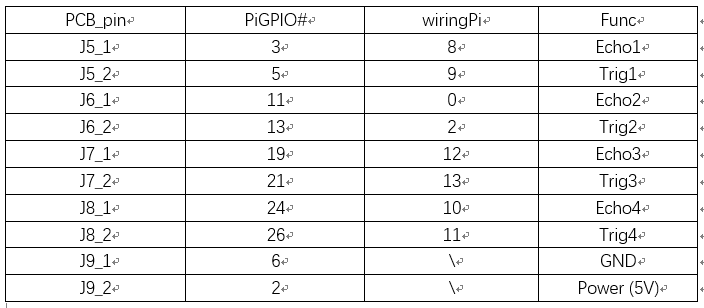 PCB_pin PiGPIO# wiringPi Func
J5_1 3 8 Echo1
J5_2 5 9 Trig1
J6_1 11 0 Echo2
J6_2 13 2 Trig2
J7_1 19 12 Echo3
J7_2 21 13 Trig3
J8_1 24 10 Echo4
J8_2 26 11 Trig4
J9_1 6 \ GND
J9_2 2 \ Power (5V)